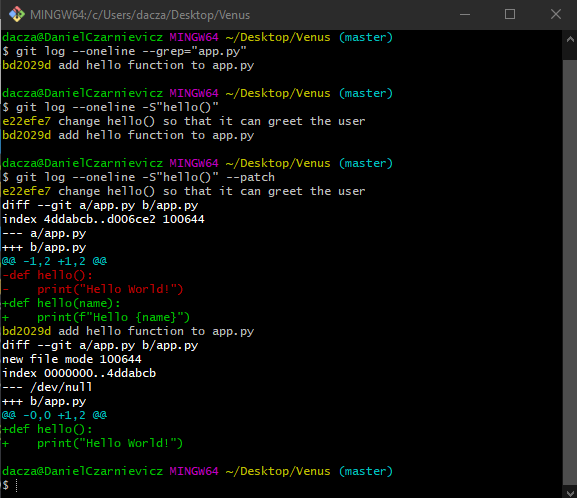 MINGW64:/c/Users/dacza/Desktop/Venus
dacza@DanielCzarnievicz MINGW64 ~/Desktop/Venus (master)
$ git log --oneline --grep="app.py"
bd2029d add hello function to app.py
dacza@DanielCzarnievicz MINGW64 ~/Desktop/Venus (master)
$ git log --oneline -S"hello()"
e22efe7 change hello() so that it can greet the user
bd2029d add hello function to app.py
dacza@DanielCzarnievicz MINGW64 ~/Desktop/Venus (master)
$ git log --oneline -S"hello()" --patch
e22efe7 change hello() so that it can greet the user
diff --git a/app.py b/app.py
index 4ddabcb..d006ce2 100644
--- a/app.py
+++ b/app.py
@@ -1,2 +1,2 @@
-def hello():
-    print("Hello World!")
+def hello(name):
+    print(f"Hello {name}")
bd2029d add hello function to app.py
diff --git a/app.py b/app.py
new file mode 100644
index 0000000..4ddabcb
--- /dev/null
+++ b/app.py
@@ -0,0 +1,2 @@
+def hello():
+    print("Hello World!")
dacza@DanielCzarnievicz MINGW64 ~/Desktop/Venus (master)
$